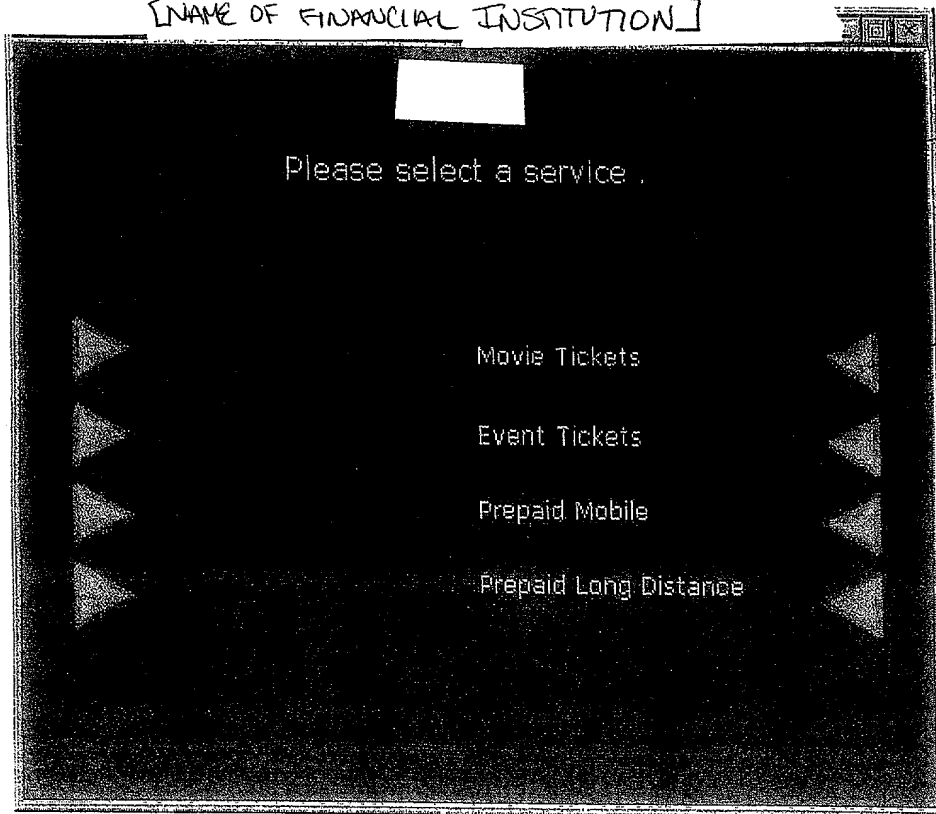 [NAME OF FINANCIAL INSTITUTION]
Please select a service .
Movie Tickets
Event Tickets
Prepaid Mobile
Prepaid Long Distance